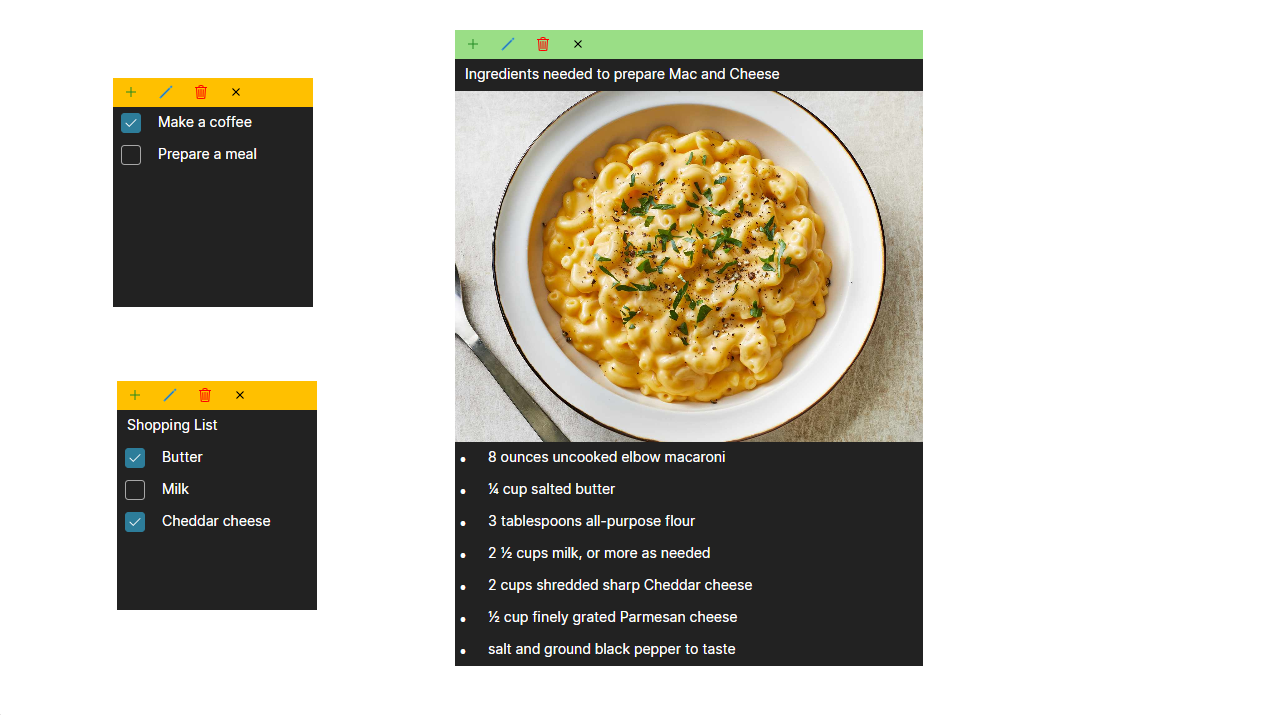 Make a coffee
Prepare a meal
Shopping List
Butter
Milk
Cheddar cheese
Ingredients needed to prepare Mac and Cheese
8 ounces uncooked elbow macaroni
¼ cup salted butter
3 tablespoons all-purpose flour
2 ½ cups milk, or more as needed
2 cups shredded sharp Cheddar cheese
½ cup finely grated Parmesan cheese
salt and ground black pepper to taste